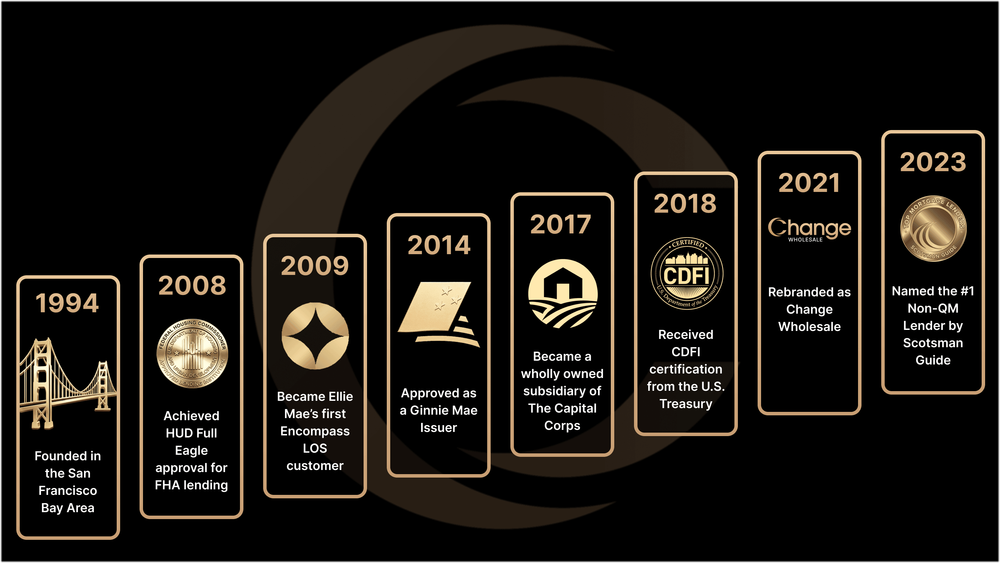 1994
Founded in
the San
Francisco
Bay Area
2008
FEDERAL HOUSING COMMISSIONER
U.S. DEPARTMENT OF HOUSING
AND URBAN DEVELOPMENT
APPROVED LENDING INSTITUTION
Achieved
HUD Full
Eagle
approval for
FHA lending
2009
Became Ellie
Mae’s first
Encompass
LOS
customer
2014
Approved as
a Ginnie Mae
Issuer
2017
Became a
wholly owned
subsidiary of
The Capital
Corps
2018
CERTIFIED
CDFI
U.S. Department of the Treasury
Received
CDFI
certification
from the U.S.
Treasury
2021
Change
WHOLESALE
Rebranded as
Change
Wholesale
2023
TOP MORTGAGE LENDERS
SCOTSMAN GUIDE
Named the #1
Non-QM
Lender by
Scotsman
Guide